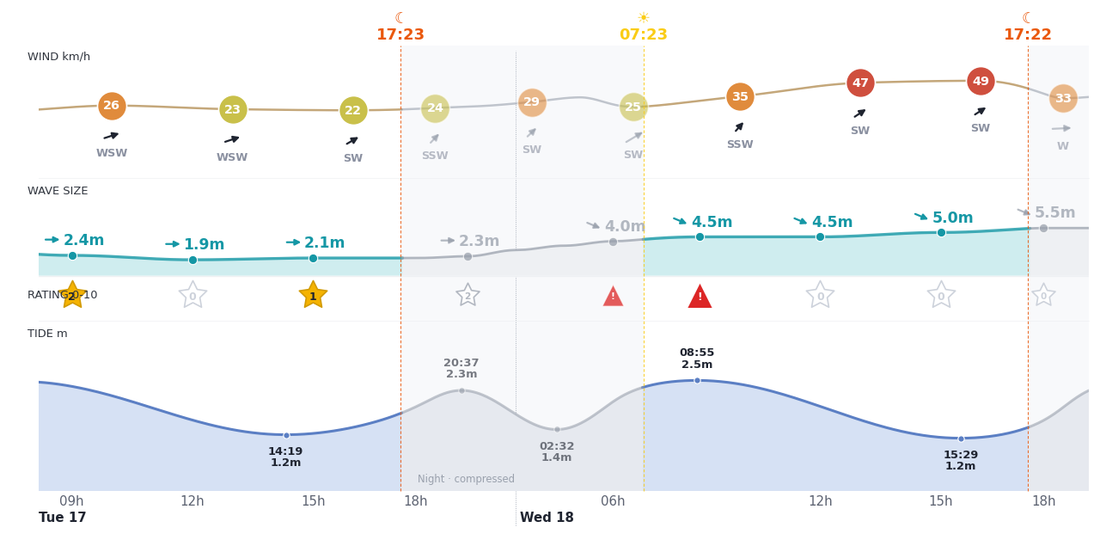 17:23
07:23
17:22
WIND km/h
26
23
22
24
29
25
35
47
49
33
WSW
WSW
SW
SSW
SW
SW
SSW
SW
SW
W
WAVE SIZE
2.4m
1.9m
2.1m
2.3m
4.0m
4.5m
4.5m
5.0m
5.5m
RATING 0-10
2
0
1
2
!
!
0
0
0
TIDE m
14:19
1.2m
20:37
2.3m
02:32
1.4m
08:55
2.5m
15:29
1.2m
Night · compressed
09h
12h
15h
18h
06h
12h
15h
18h
Tue 17
Wed 18